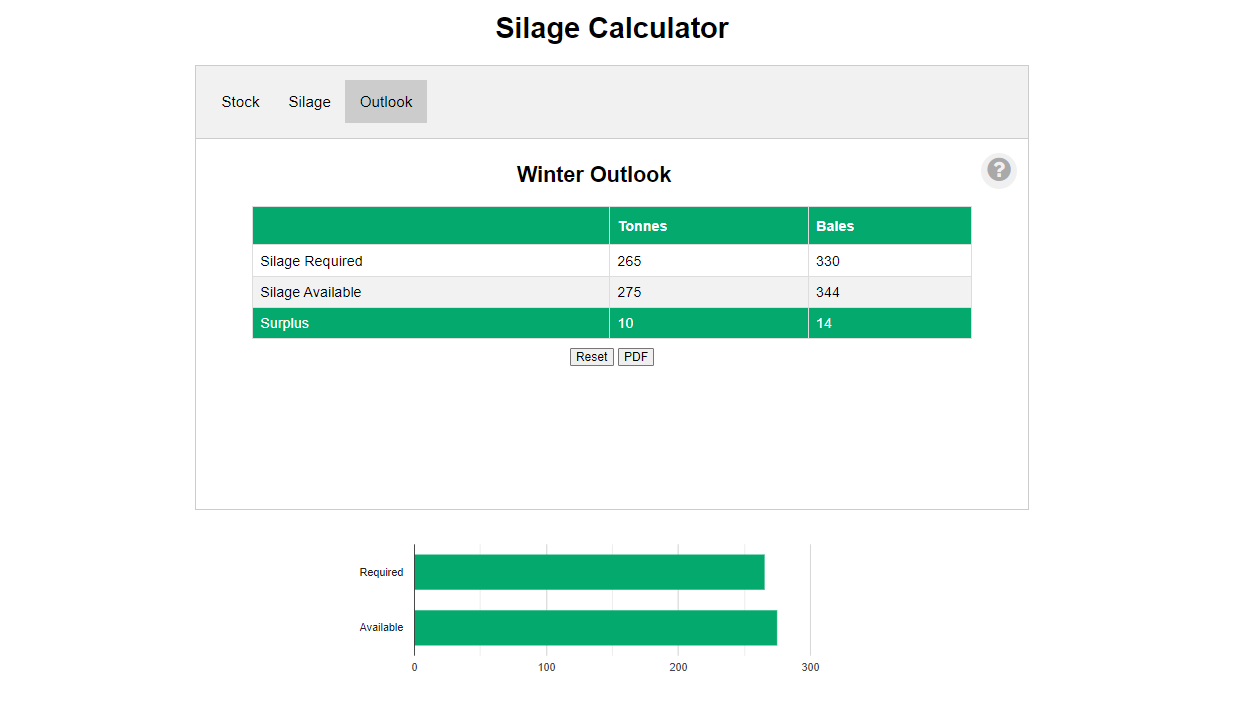 Silage Calculator
Stock Silage Outlook
Winter Outlook
?
Tonnes Bales
Silage Required 265 330
Silage Available 275 344
Surplus 10 14
Reset PDF
Required
Available
0 100 200 300